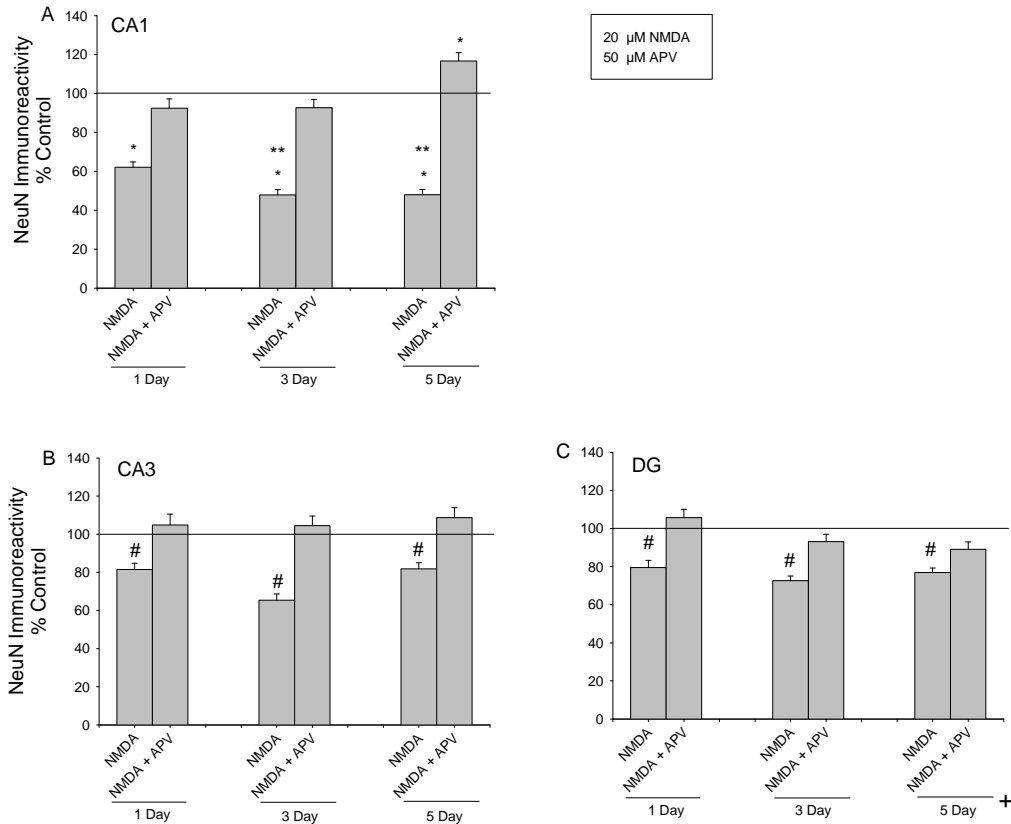 A
CA1
140
120
100
80
60
40
20
0
NeuN Immunoreactivity
% Control
*
**
*
**
*
*
NMDA
NMDA + APV
NMDA
NMDA + APV
NMDA
NMDA + APV
1 Day
3 Day
5 Day
20 µM NMDA
50 µM APV
B
CA3
140
120
100
80
60
40
20
0
NeuN Immunoreactivity
% Control
#
#
#
NMDA
NMDA + APV
NMDA
NMDA + APV
NMDA
NMDA + APV
1 Day
3 Day
5 Day
C
DG
140
120
100
80
60
40
20
0
#
#
#
NMDA
NMDA + APV
NMDA
NMDA + APV
NMDA
NMDA + APV
1 Day
3 Day
5 Day +